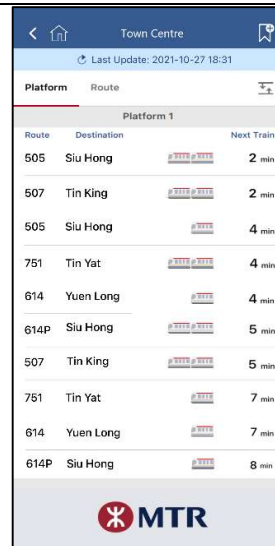 Town Centre
Last Update: 2021-10-27 18:31
Platform Route
Platform 1
Route Destination Next Train
505 Siu Hong 2 min
507 Tin King 2 min
505 Siu Hong 4 min
751 Tin Yat 4 min
614 Yuen Long 4 min
614P Siu Hong 5 min
507 Tin King 5 min
751 Tin Yat 7 min
614 Yuen Long 7 min
614P Siu Hong 8 min
MTR